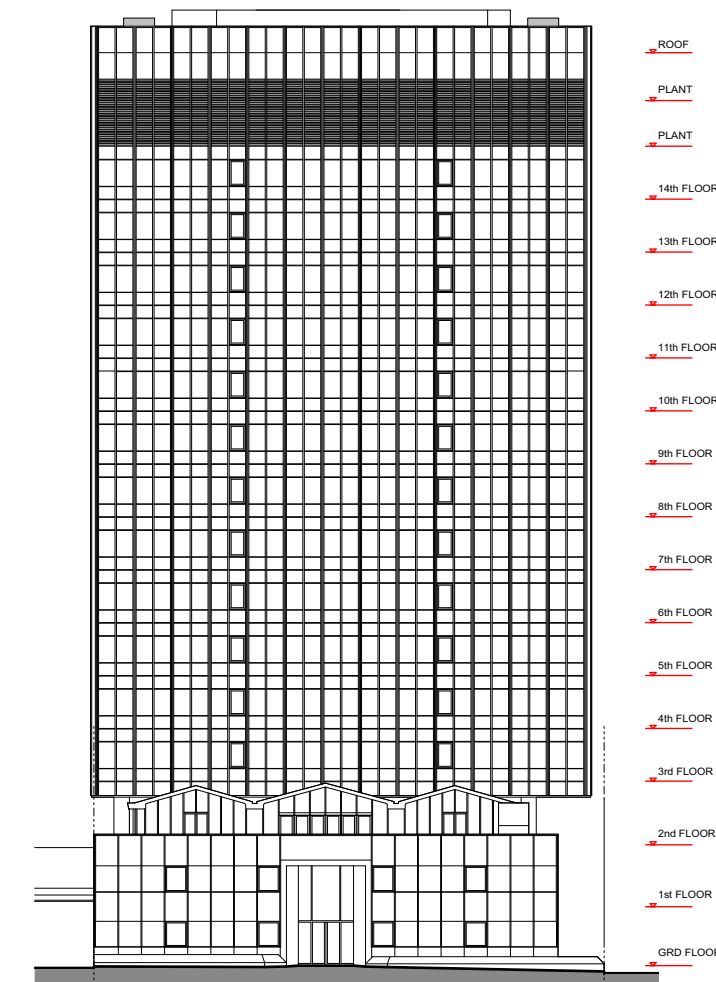 ROOF
PLANT
PLANT
14th FLOOR
13th FLOOR
12th FLOOR
11th FLOOR
10th FLOOR
9th FLOOR
8th FLOOR
7th FLOOR
6th FLOOR
5th FLOOR
4th FLOOR
3rd FLOOR
2nd FLOOR
1st FLOOR
GRD FLOOR